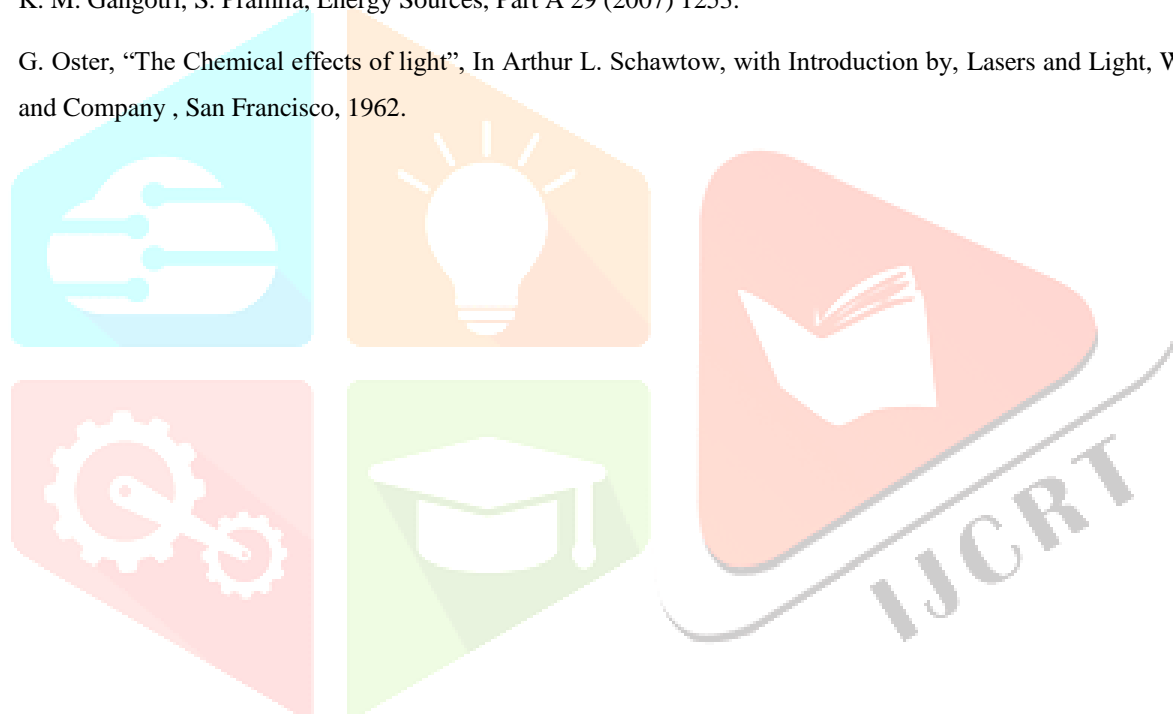 K. M. Gangotri, S. Pramila, Energy Sources, Part A 29 (2007) 1253.
G. Oster, “The Chemical effects of light”, In Arthur L. Schawtow, with Introduction by, Lasers and Light, W
and Company , San Francisco, 1962.
IJCRT